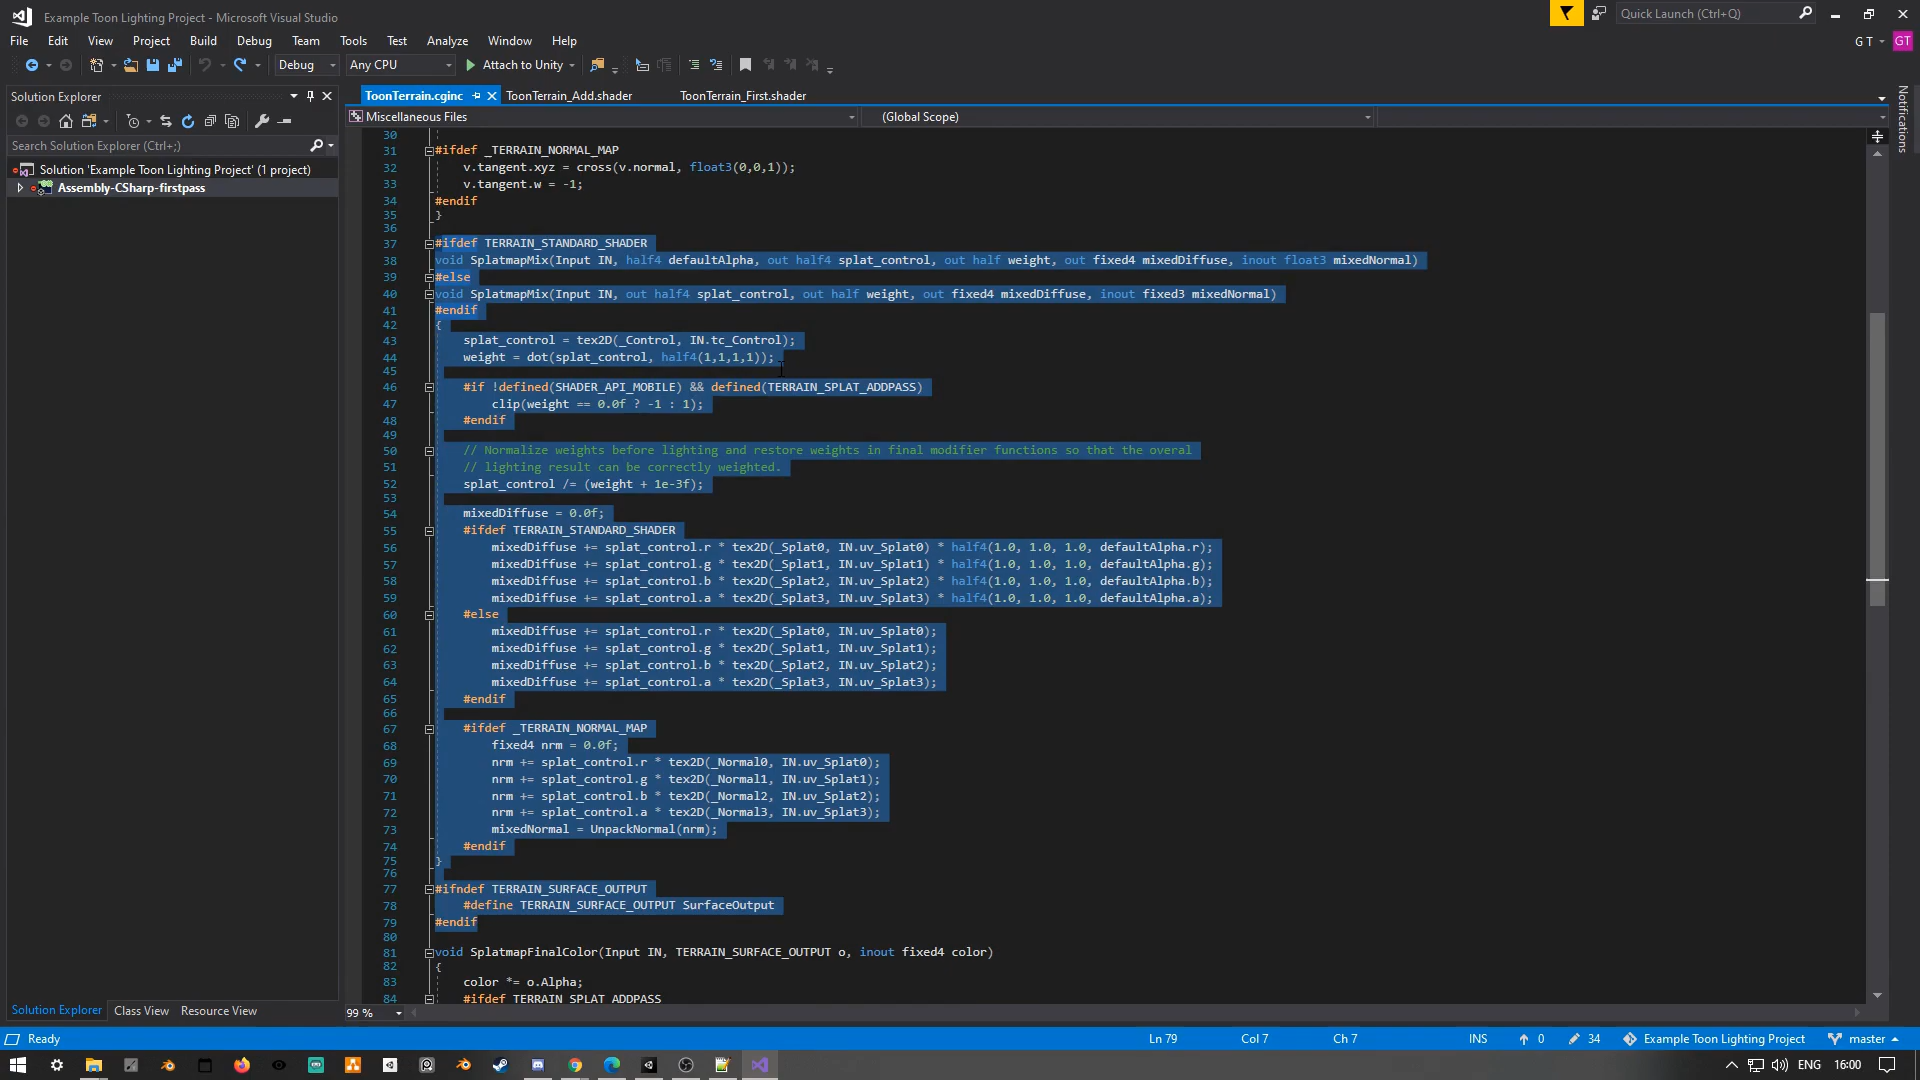 Example Toon Lighting Project - Microsoft Visual Studio
Quick Launch (Ctrl+Q)
File Edit View Project Build Debug Team Tools Test Analyze Window Help
G T
GT
Debug Any CPU Attach to Unity
Solution Explorer
ToonTerrain.cginc ToonTerrain_Add.shader ToonTerrain_First.shader
Miscellaneous Files (Global Scope)
Search Solution Explorer (Ctrl+;)
Solution 'Example Toon Lighting Project' (1 project)
Assembly-CSharp-firstpass
Notifications
30
31 #ifdef _TERRAIN_NORMAL_MAP
32 v.tangent.xyz = cross(v.normal, float3(0,0,1));
33 v.tangent.w = -1;
34 #endif
35 }
36
37 #ifdef TERRAIN_STANDARD_SHADER
38 void SplatmapMix(Input IN, half4 defaultAlpha, out half4 splat_control, out half weight, out fixed4 mixedDiffuse, inout float3 mixedNormal)
39 #else
40 void SplatmapMix(Input IN, out half4 splat_control, out half weight, out fixed4 mixedDiffuse, inout fixed3 mixedNormal)
41 #endif
42 {
43 splat_control = tex2D(_Control, IN.tc_Control);
44 weight = dot(splat_control, half4(1,1,1,1));
45
46 #if !defined(SHADER_API_MOBILE) && defined(TERRAIN_SPLAT_ADDPASS)
47 clip(weight == 0.0f ? -1 : 1);
48 #endif
49
50 // Normalize weights before lighting and restore weights in final modifier functions so that the overal
51 // lighting result can be correctly weighted.
52 splat_control /= (weight + 1e-3f);
53
54 mixedDiffuse = 0.0f;
55 #ifdef TERRAIN_STANDARD_SHADER
56 mixedDiffuse += splat_control.r * tex2D(_Splat0, IN.uv_Splat0) * half4(1.0, 1.0, 1.0, defaultAlpha.r);
57 mixedDiffuse += splat_control.g * tex2D(_Splat1, IN.uv_Splat1) * half4(1.0, 1.0, 1.0, defaultAlpha.g);
58 mixedDiffuse += splat_control.b * tex2D(_Splat2, IN.uv_Splat2) * half4(1.0, 1.0, 1.0, defaultAlpha.b);
59 mixedDiffuse += splat_control.a * tex2D(_Splat3, IN.uv_Splat3) * half4(1.0, 1.0, 1.0, defaultAlpha.a);
60 #else
61 mixedDiffuse += splat_control.r * tex2D(_Splat0, IN.uv_Splat0);
62 mixedDiffuse += splat_control.g * tex2D(_Splat1, IN.uv_Splat1);
63 mixedDiffuse += splat_control.b * tex2D(_Splat2, IN.uv_Splat2);
64 mixedDiffuse += splat_control.a * tex2D(_Splat3, IN.uv_Splat3);
65 #endif
66
67 #ifdef _TERRAIN_NORMAL_MAP
68 fixed4 nrm = 0.0f;
69 nrm += splat_control.r * tex2D(_Normal0, IN.uv_Splat0);
70 nrm += splat_control.g * tex2D(_Normal1, IN.uv_Splat1);
71 nrm += splat_control.b * tex2D(_Normal2, IN.uv_Splat2);
72 nrm += splat_control.a * tex2D(_Normal3, IN.uv_Splat3);
73 mixedNormal = UnpackNormal(nrm);
74 #endif
75 }
76
77 #ifndef TERRAIN_SURFACE_OUTPUT
78 #define TERRAIN_SURFACE_OUTPUT SurfaceOutput
79 #endif
80
81 void SplatmapFinalColor(Input IN, TERRAIN_SURFACE_OUTPUT o, inout fixed4 color)
82 {
83 color *= o.Alpha;
84 #ifdef TERRAIN_SPLAT_ADDPASS
Solution Explorer Class View Resource View
99 %
Ready Ln 79 Col 7 Ch 7 INS 0 34 Example Toon Lighting Project master
ENG 16:00